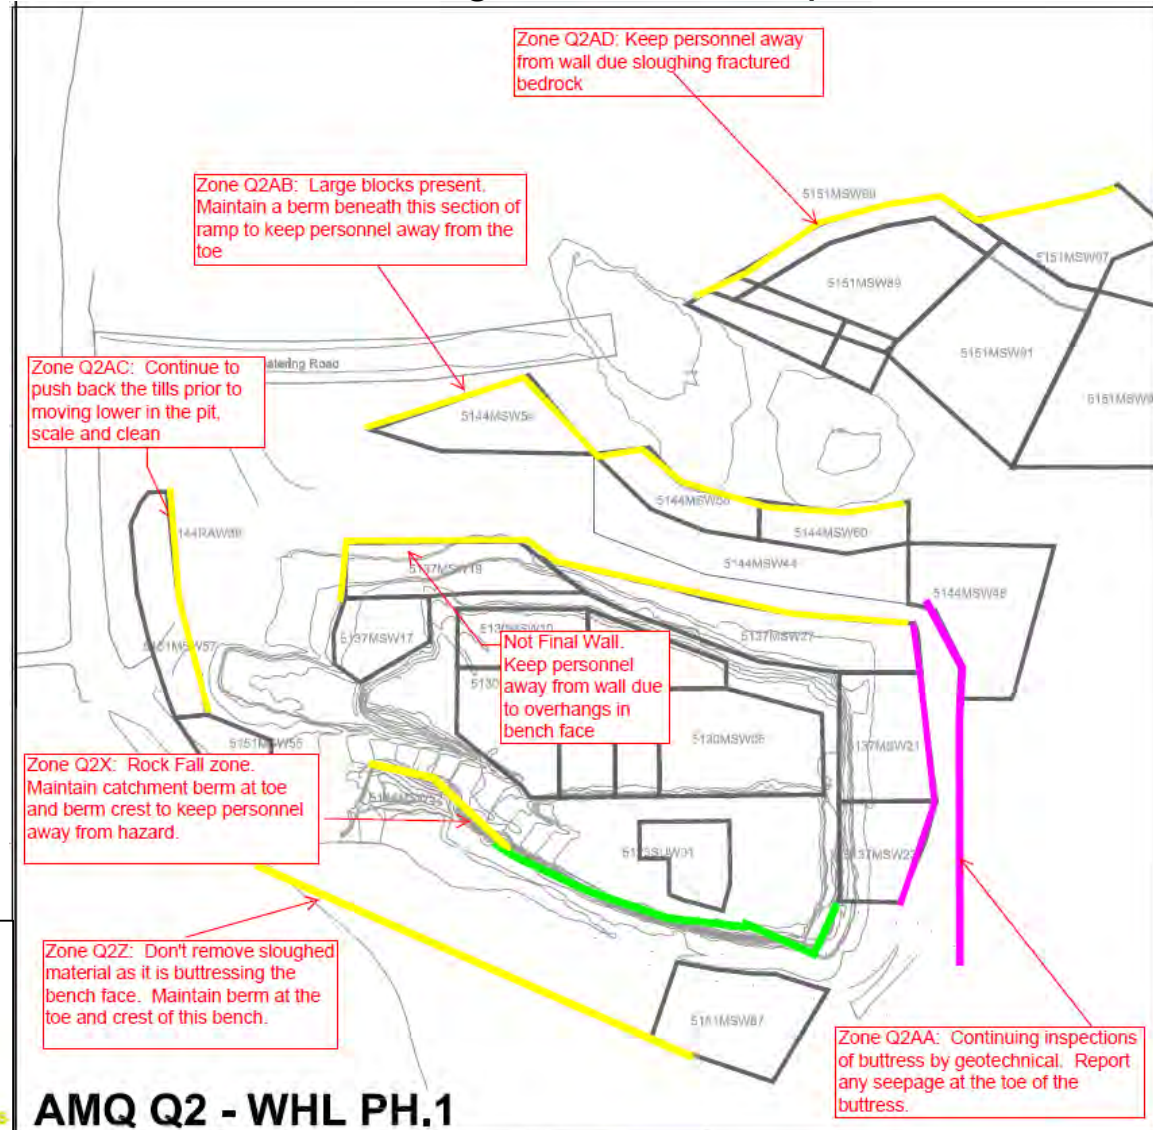 Zone Q2AD: Keep personnel away
from wall due sloughing fractured
bedrock
Zone Q2AB: Large blocks present.
Maintain a berm beneath this section of
ramp to keep personnel away from the
toe
5151MSW69
5151MSW97
5151MSW89
5151MSW91
Road
Zone Q2AC: Continue to
push back the tills prior to
moving lower in the pit,
scale and clean
5144MSW60
5144MSW44
5144MSW48
5137MSW19
5137MSW17
5137MSW27
Not Final Wall.
Keep personnel
away from wall due
to overhangs in
bench face
5130
5151MSW55
Zone Q2X: Rock Fall zone.
Maintain catchment berm at toe
and berm crest to keep personnel
away from hazard.
Zone Q2Z: Don't remove sloughed
material as it is buttressing the
bench face. Maintain berm at the
toe and crest of this bench.
5151MSW87
Zone Q2AA: Continuing inspections
of buttress by geotechnical. Report
any seepage at the toe of the
buttress.
AMQ Q2 - WHL PH.1